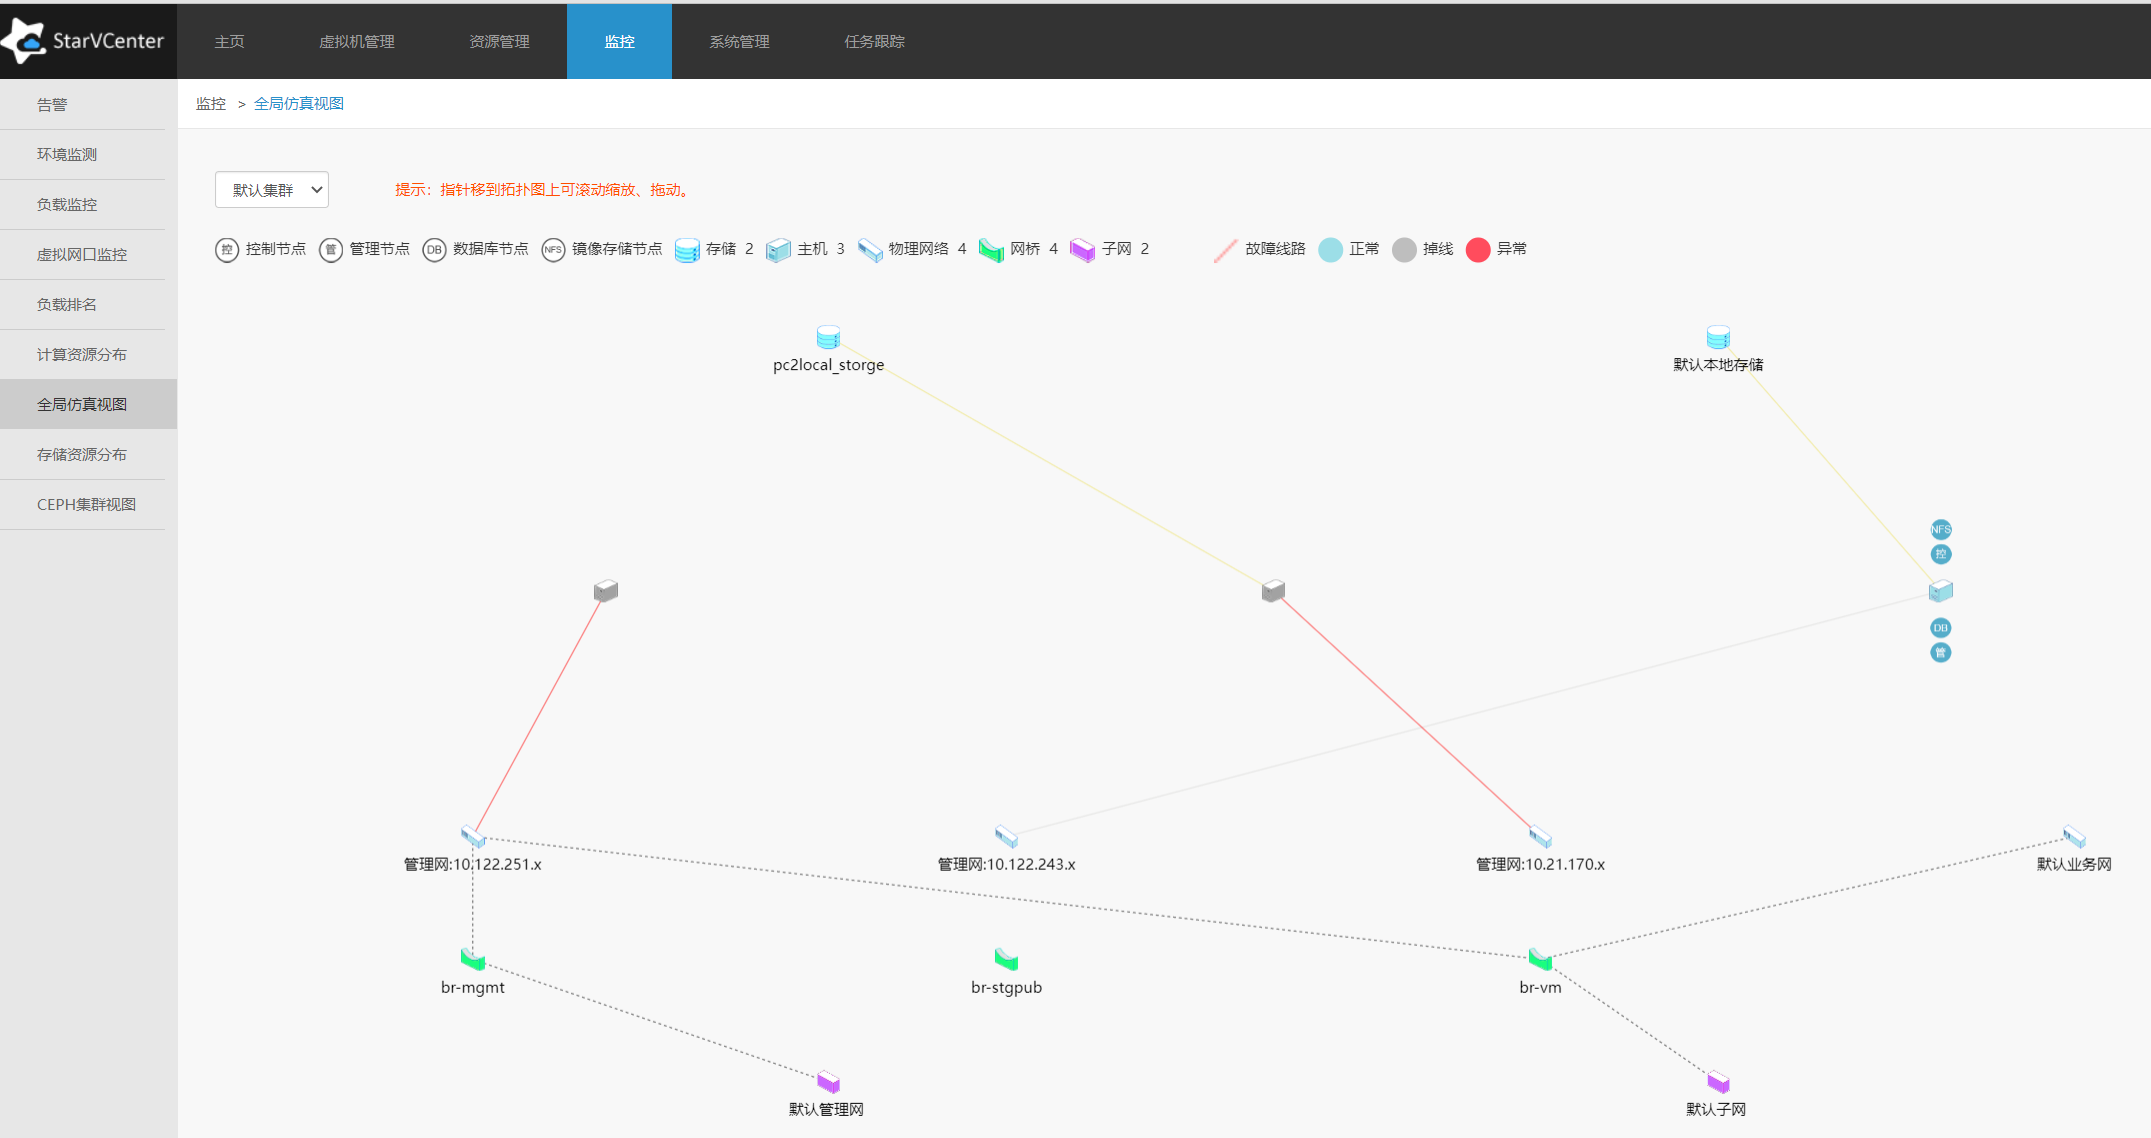 StarVCenter
主页
虚拟机管理
资源管理
监控
系统管理
任务跟踪
告警
环境监测
负载监控
虚拟网口监控
负载排名
计算资源分布
全局仿真视图
存储资源分布
CEPH集群视图
监控 > 全局仿真视图
默认集群
提示：指针移到拓扑图上可滚动缩放、拖动。
控 控制节点 管 管理节点 DB 数据库节点 NFS 镜像存储节点 存储 2 主机 3 物理网络 4 网桥 4 子网 2 故障线路 正常 掉线 异常
pc2local_storge
默认本地存储
NFS
控
DB
管
管理网:10.122.251.x
管理网:10.122.243.x
管理网:10.21.170.x
默认业务网
br-mgmt
br-stgpub
br-vm
默认管理网
默认子网